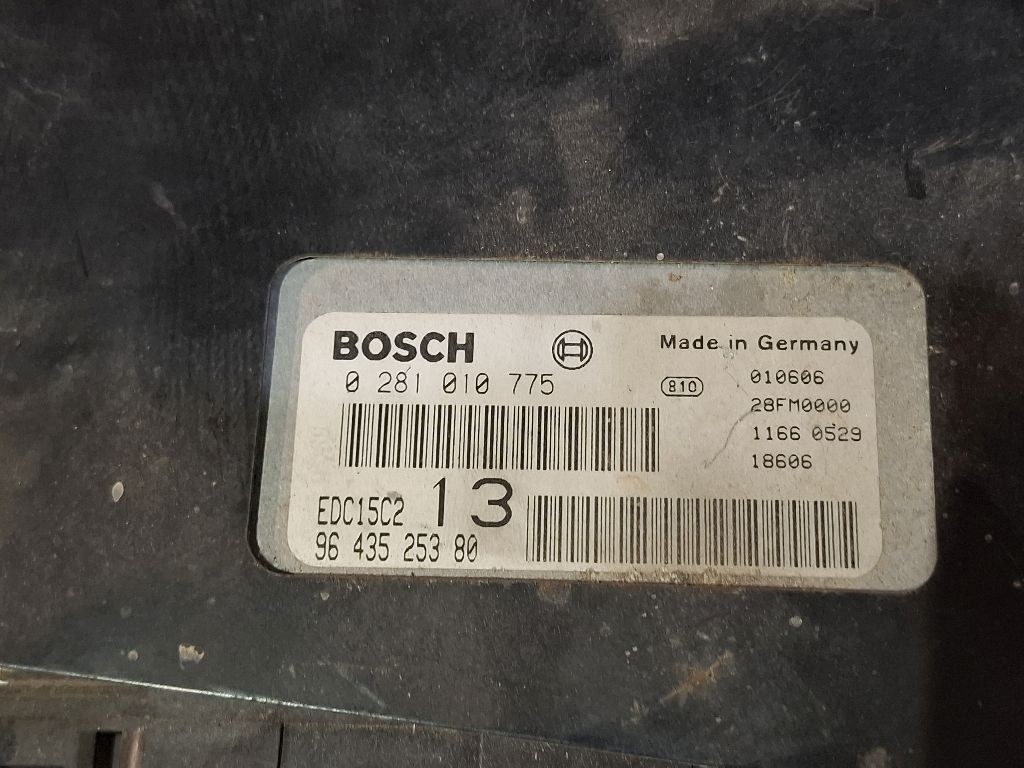 BOSCH
Made in Germany
0 281 010 775
810
010606
28FM0000
1166 0529
18606
EDC15C2 13
96 435 253 80